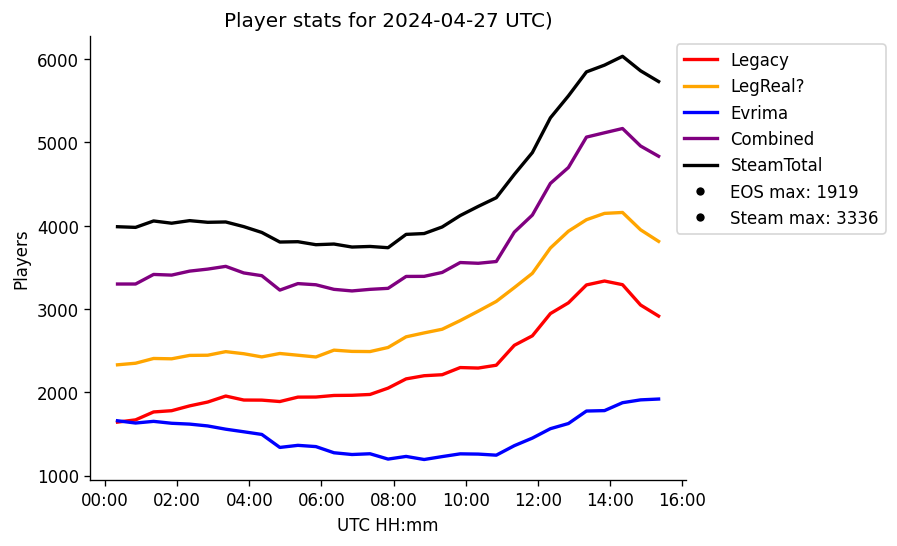 Player stats for 2024-04-27 UTC)
Players
6000
5000
4000
3000
2000
1000
00:00 02:00 04:00 06:00 08:00 10:00 12:00 14:00 16:00
UTC HH:mm
Legacy
LegReal?
Evrima
Combined
SteamTotal
EOS max: 1919
Steam max: 3336